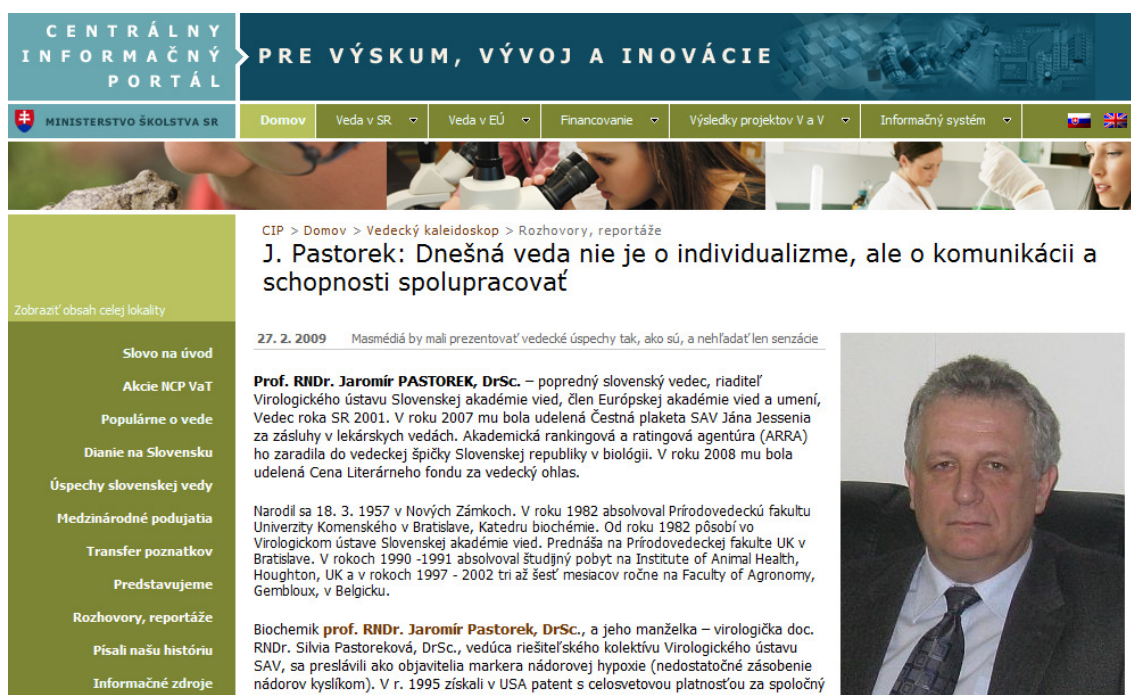 CENTRÁLNY
INFORMAČNÝ
PORTÁL
PRE VÝSKUM, VÝVOJ A INOVÁCIE
MINISTERSTVO ŠKOLSTVA SR
Domov Veda v SR Veda v EÚ Financovanie Výsledky projektov V a V Informačný systém
CIP > Domov > Vedecký kaleidoskop > Rozhovory, reportáže
J. Pastorek: Dnešná veda nie je o individualizme, ale o komunikácii a
schopnosti spolupracovať
Zobraziť obsah celej lokality
Slovo na úvod
Akcie NCP VaT
Populárne o vede
Dianie na Slovensku
Úspechy slovenskej vedy
Medzinárodné podujatia
Transfer poznatkov
Predstavujeme
Rozhovory, reportáže
Písali našu históriu
Informačné zdroje
27. 2. 2009 Masmédiá by mali prezentovať vedecké úspechy tak, ako sú, a nehľadať len senzácie
Prof. RNDr. Jaromír PASTOREK, DrSc. – popredný slovenský vedec, riaditeľ
Virologického ústavu Slovenskej akadémie vied, člen Európskej akadémie vied a umení,
Vedec roka SR 2001. V roku 2007 mu bola udelená Čestná plaketa SAV Jána Jessenia
za zásluhy v lekárskych vedách. Akademická rankingová a ratingová agentúra (ARRA)
ho zaradila do vedeckej špičky Slovenskej republiky v biológii. V roku 2008 mu bola
udelená Cena Literárneho fondu za vedecký ohlas.
Narodil sa 18. 3. 1957 v Nových Zámkoch. V roku 1982 absolvoval Prírodovedeckú fakultu
Univerzity Komenského v Bratislave, Katedru biochémie. Od roku 1982 pôsobí vo
Virologickom ústave Slovenskej akadémie vied. Prednáša na Prírodovedeckej fakulte UK v
Bratislave. V rokoch 1990 -1991 absolvoval študijný pobyt na Institute of Animal Health,
Houghton, UK a v rokoch 1997 - 2002 tri až šesť mesiacov ročne na Faculty of Agronomy,
Gembloux, v Belgicku.
Biochemik prof. RNDr. Jaromír Pastorek, DrSc., a jeho manželka – virologička doc.
RNDr. Silvia Pastoreková, DrSc., vedúca riešiteľského kolektívu Virologického ústavu
SAV, sa preslávili ako objavitelia markera nádorovej hypoxie (nedostatočné zásobenie
nádorov kyslíkom). V r. 1995 získali v USA patent s celosvetovou platnosťou za spoločný